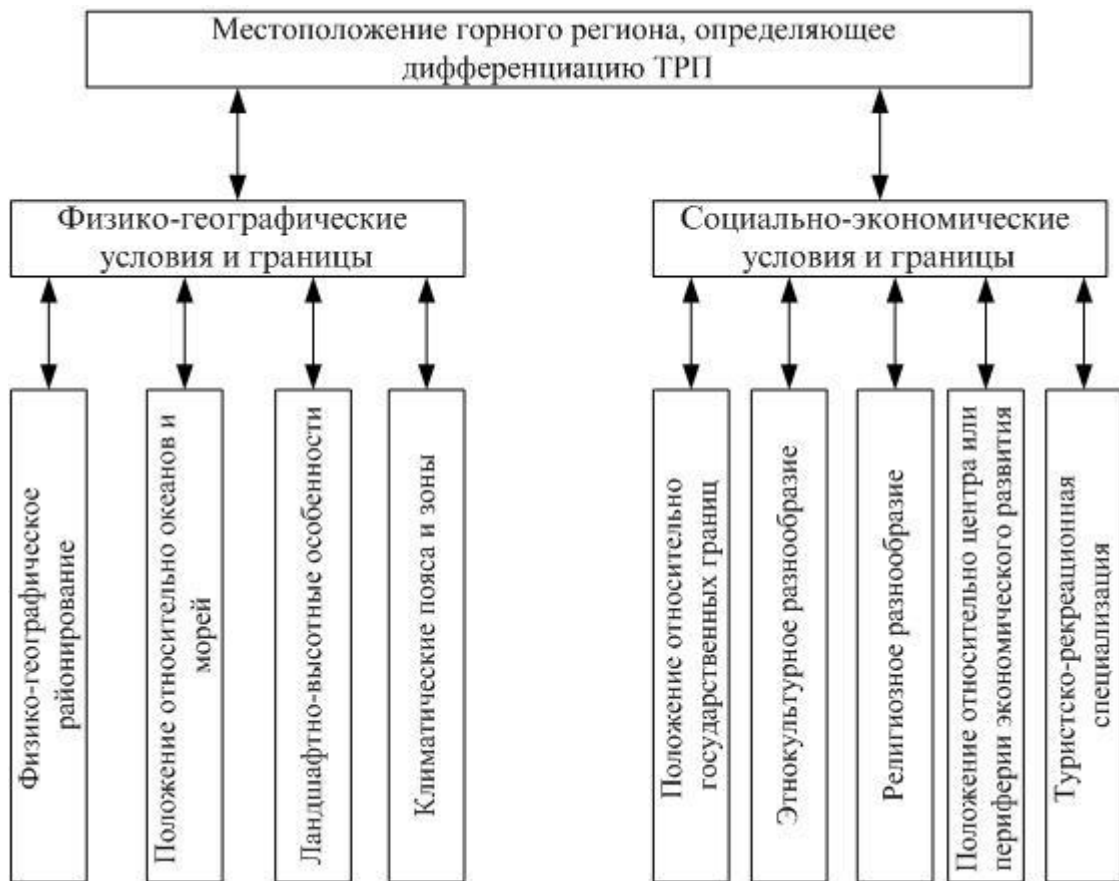 Местоположение горного региона, определяющее
дифференциацию ТРП
Физико-географические
условия и границы
Социально-экономические
условия и границы
Физико-географическое
районирование
Положение относительно океанов и
морей
Ландшафтно-высотные особенности
Климатические пояса и зоны
Положение относительно
государственных границ
Этнокультурное разнообразие
Религиозное разнообразие
Положение относительно центра или
периферии экономического развития
Туристско-рекреационная
специализация